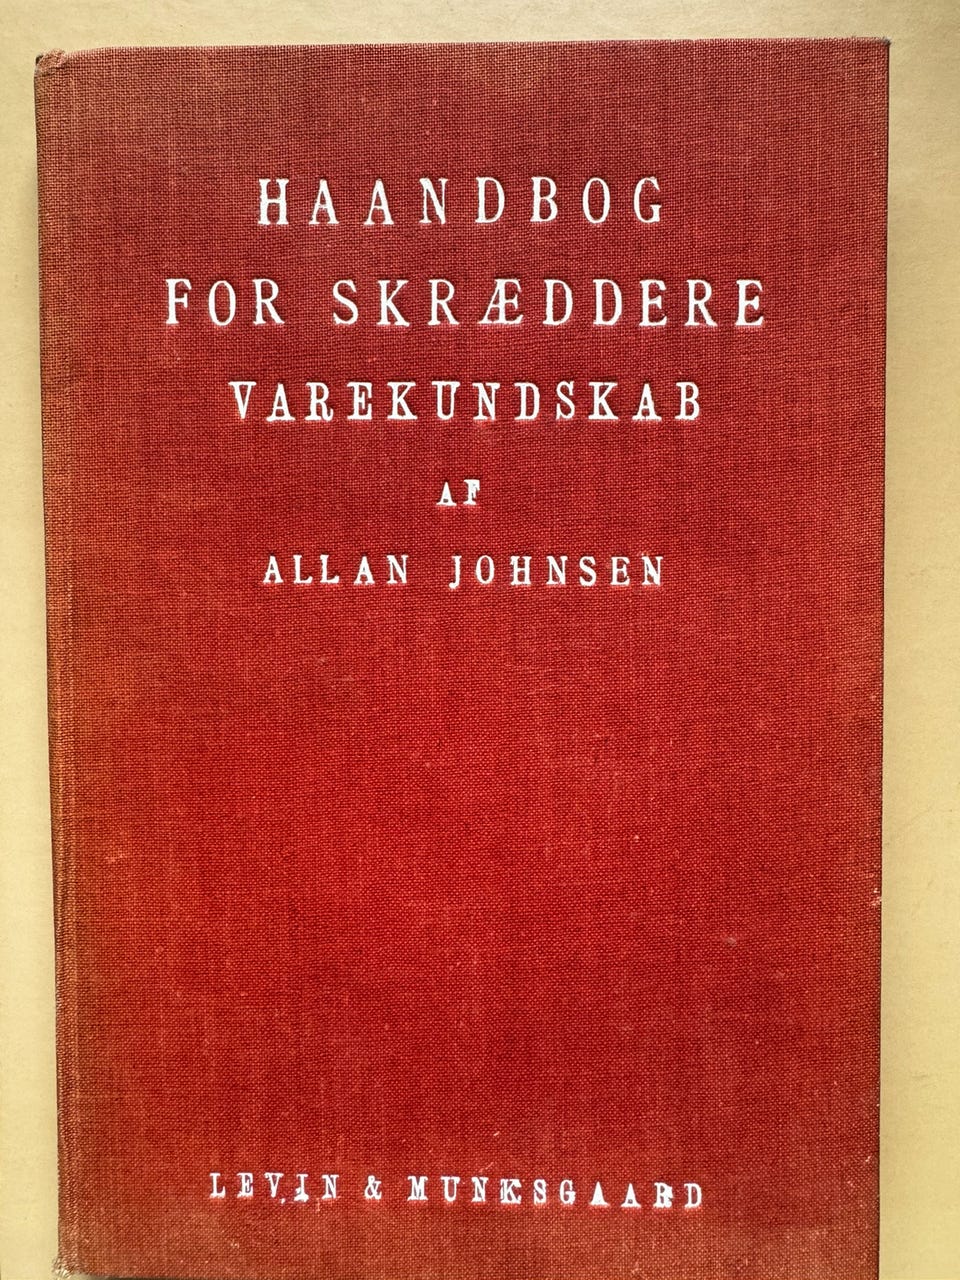 HAANDBOG
FOR SKRÆDDERE
VAREKUNDSKAB
AF
ALLAN JOHNSEN
LEVIN & MUNKSGAARD